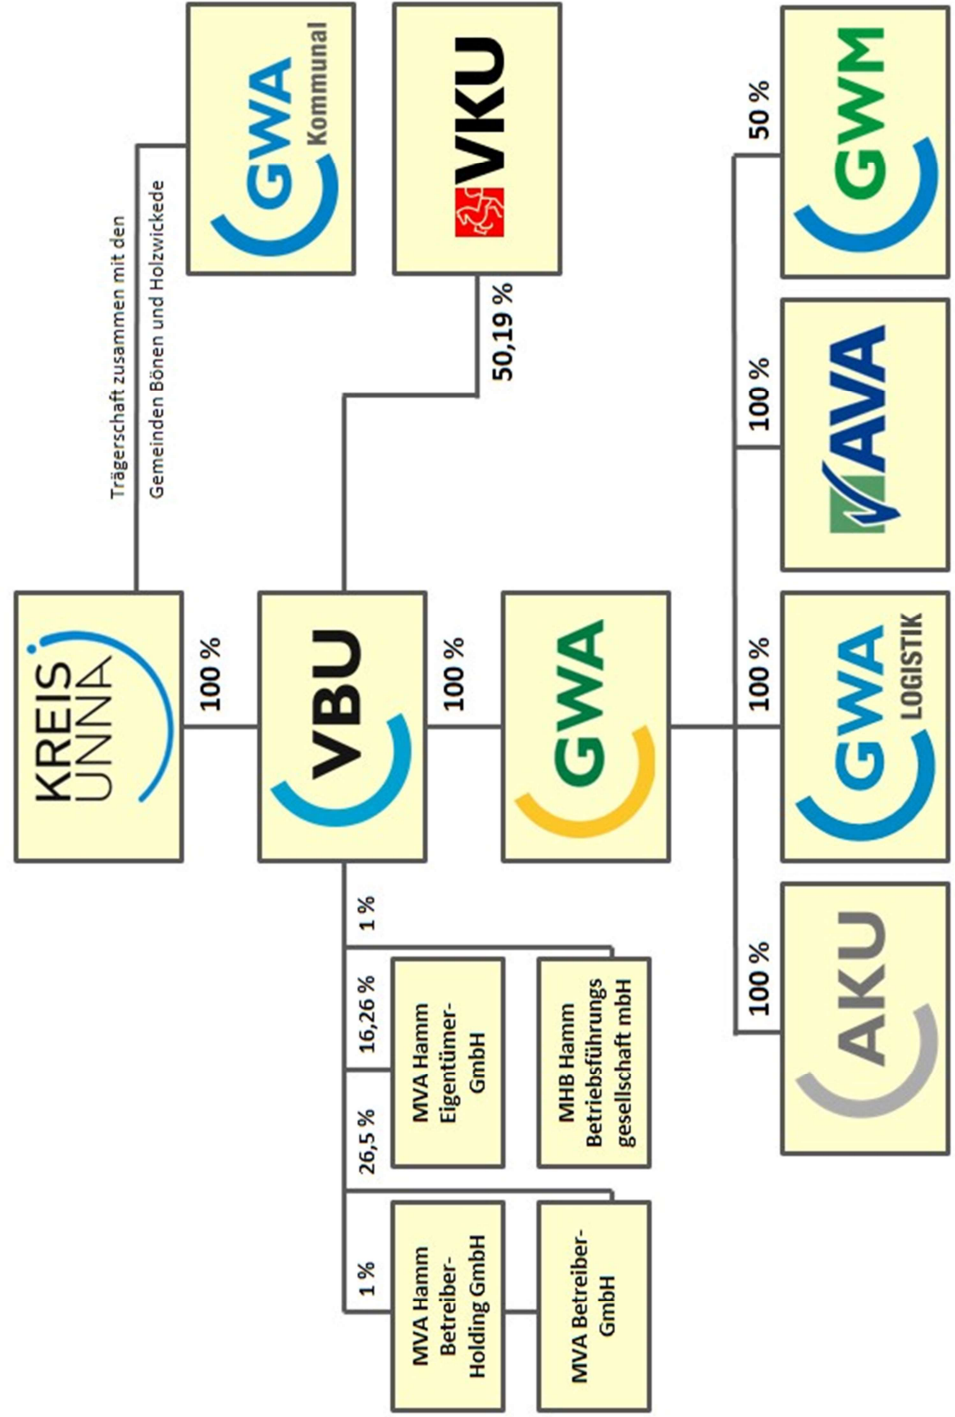 KREIS
UNNA
Trägerschaft zusammen mit den
Gemeinden Bönen und Holzwickede
GWA
Kommunal
100 %
VBU
1 %
26,5 %
16,26 %
1 %
50,19 %
VKU
100 %
MVA Hamm
Betreiber-
Holding GmbH
MVA Hamm
Eigentümer-
GmbH
MVA Betreiber-
GmbH
MHB Hamm
Betriebsführungs
gesellschaft mbH
GWA
100 %
100 %
100 %
50 %
AKU
GWA
LOGISTIK
AVA
GWM